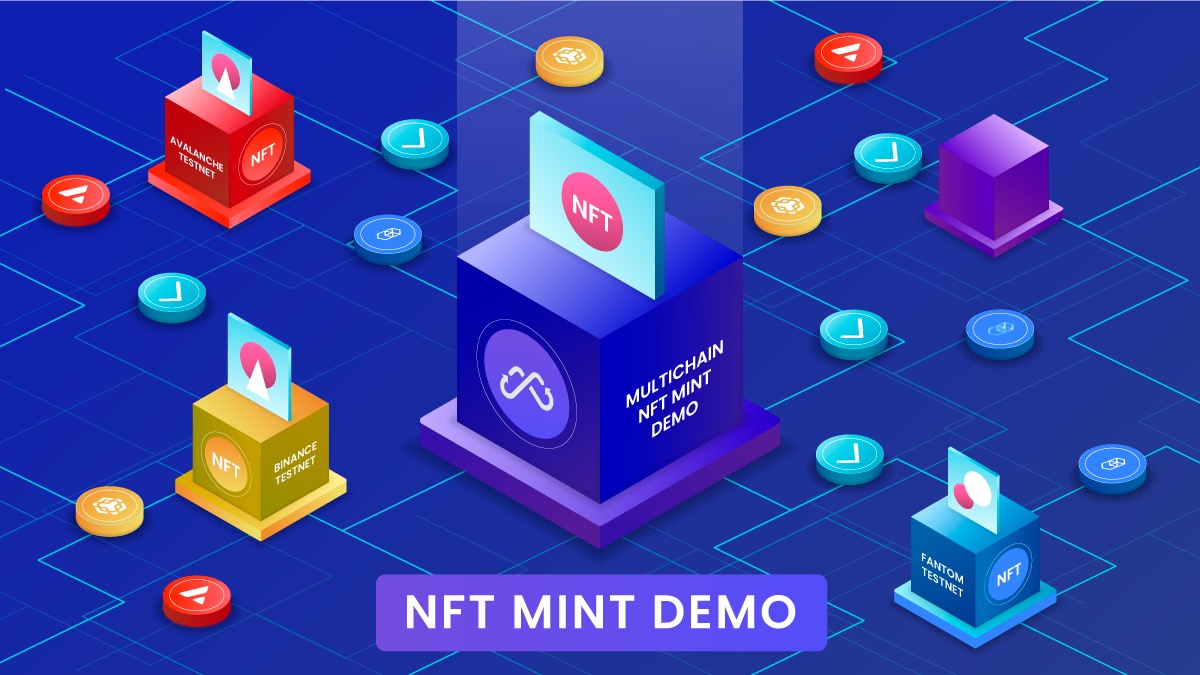 AVALANCHE
TESTNET
NFT
NFT
MULTICHAIN
NFT MINT
DEMO
NFT
BINANCE
TESTNET
FANTOM
TESTNET
NFT
NFT MINT DEMO